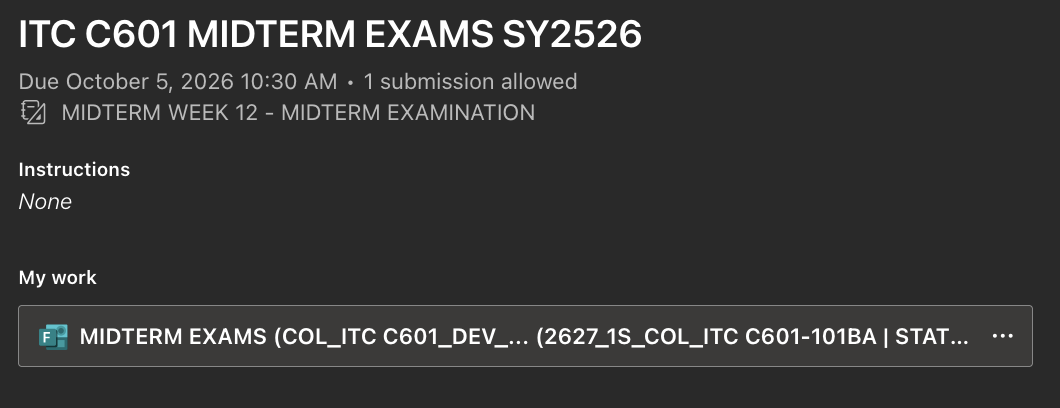 ITC C601 MIDTERM EXAMS SY2526
Due October 5, 2026 10:30 AM • 1 submission allowed
MIDTERM WEEK 12 - MIDTERM EXAMINATION
Instructions
None
My work
F MIDTERM EXAMS (COL_ITC C601_DEV_... (2627_1S_COL_ITC C601-101BA | STAT... ...